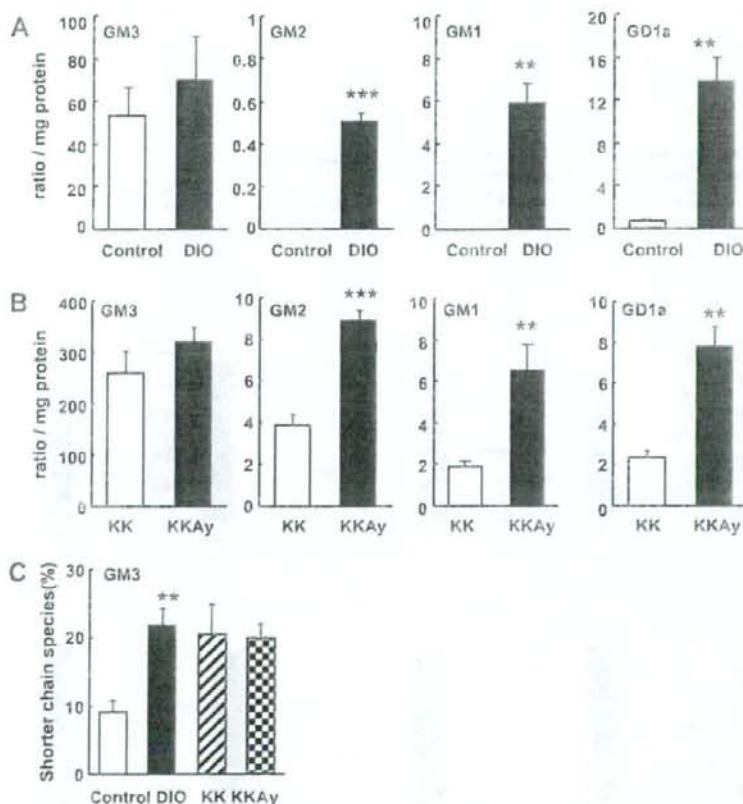 A
GM3
ratio / mg protein
100
80
60
40
20
0
Control DIO
GM2
***
1
0.8
0.6
0.4
0.2
0
Control DIO
GM1
**
10
8
6
4
2
0
Control DIO
GD1a
**
20
16
12
8
4
0
Control DIO
B
GM3
ratio / mg protein
400
300
200
100
0
KK KKAy
GM2
***
10
8
6
4
2
0
KK KKAy
GM1
**
10
8
6
4
2
0
KK KKAy
GD1a
**
10
8
6
4
2
0
KK KKAy
C
GM3
Shorter chain species(%)
**
30
20
10
0
Control DIO KK KKAy